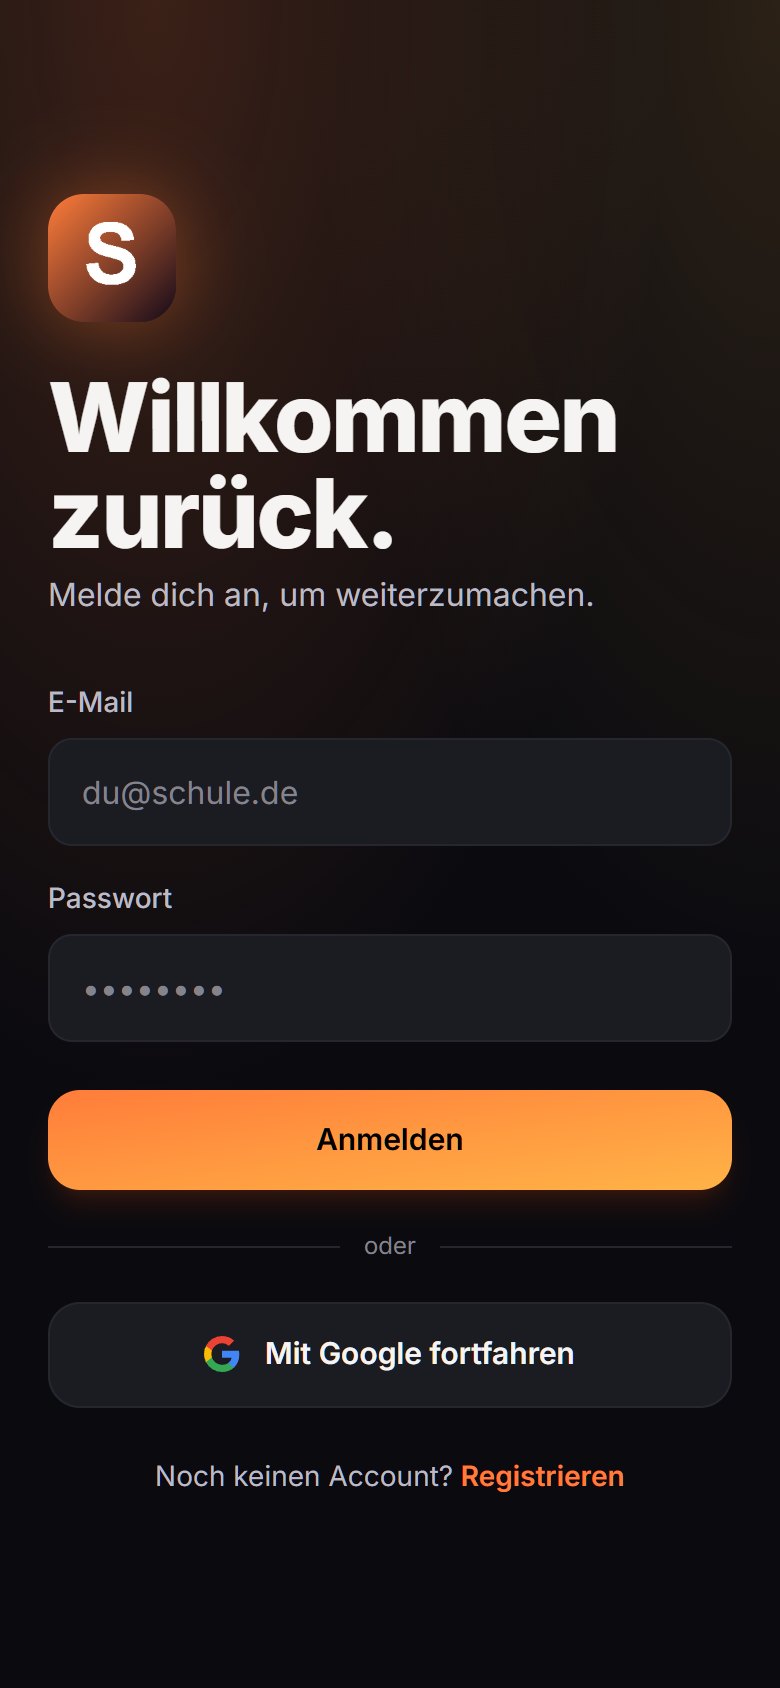 S
Willkommen
zurück.
Melde dich an, um weiterzumachen.
E-Mail
du@schule.de
Passwort
••••••••
Anmelden
oder
Mit Google fortfahren
Noch keinen Account? Registrieren